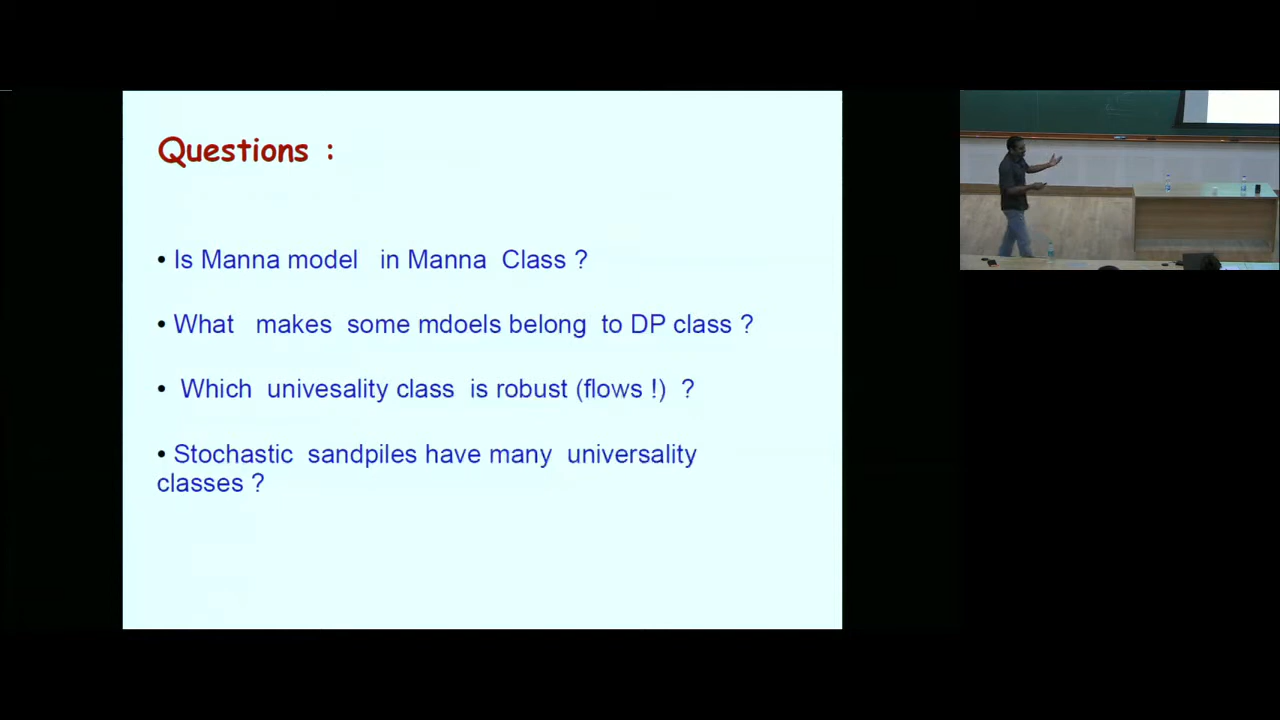 Questions :
• Is Manna model in Manna Class ?
• What makes some mdoels belong to DP class ?
• Which univesality class is robust (flows !) ?
• Stochastic sandpiles have many universality
classes ?